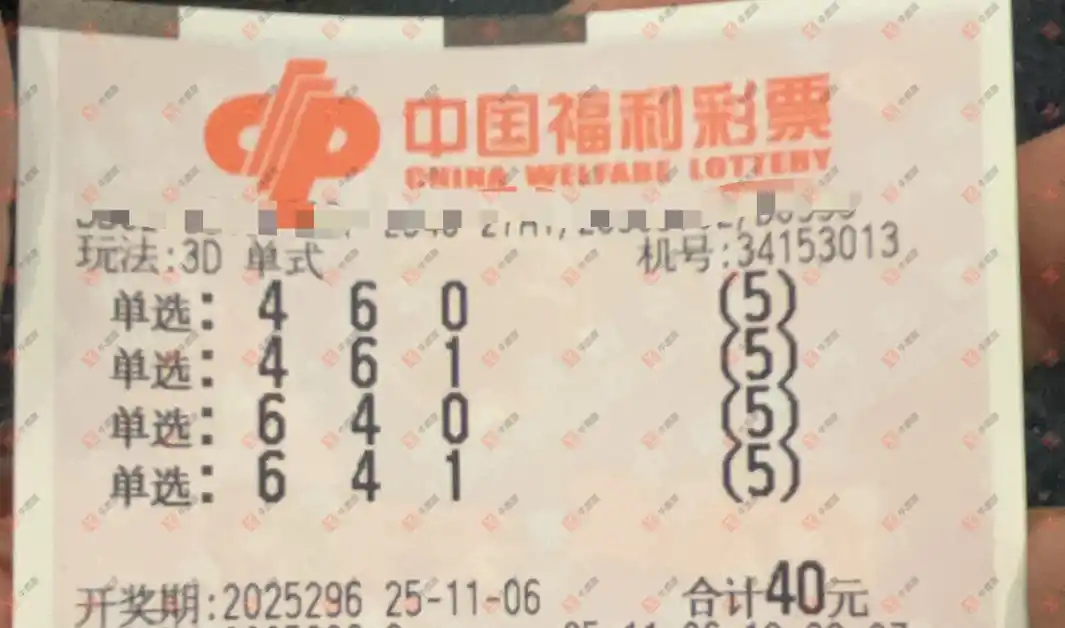 中国福利彩票
CHINA WELFARE LOTTERY
玩法:3D 单式 机号:34153013
单选: 4 6 0 (5)
单选: 4 6 1 (5)
单选: 6 4 0 (5)
单选: 6 4 1 (5)
开奖期:2025296 25-11-06 合计40元